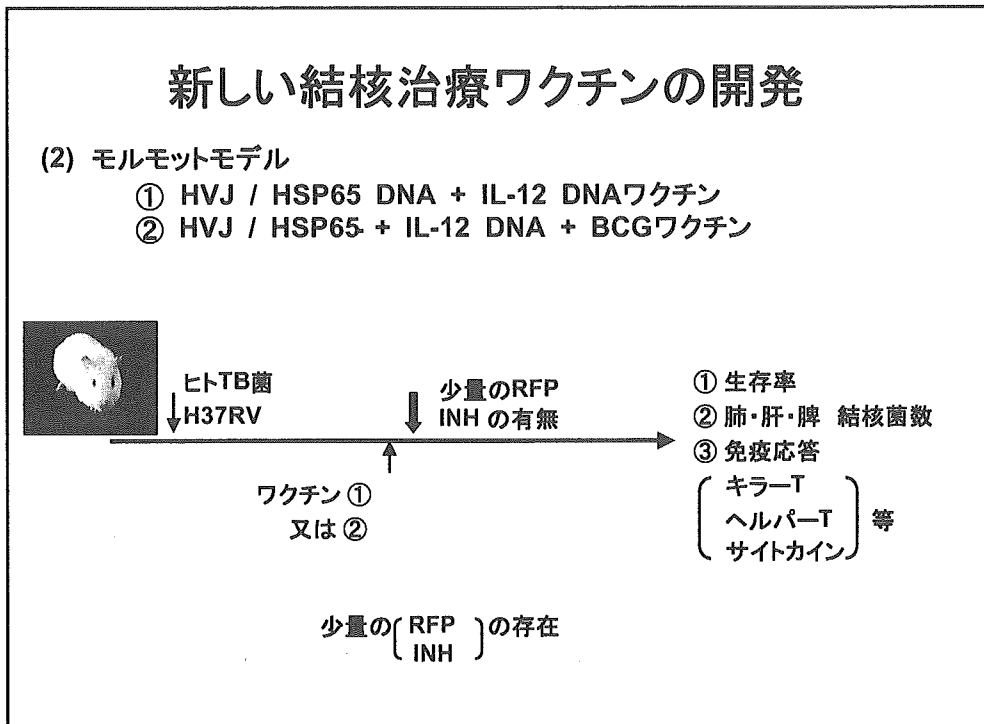 新しい結核治療ワクチンの開発
(2) モルモットモデル
① HVJ / HSP65 DNA + IL-12 DNAワクチン
② HVJ / HSP65- + IL-12 DNA + BCGワクチン
ヒトTB菌
H37RV
少量のRFP
INH の有無
ワクチン ①
又は ②
① 生存率
② 肺・肝・脾 結核菌数
③ 免疫応答
キラーT
ヘルパーT 等
サイトカイン
少量の RFP の存在
INH